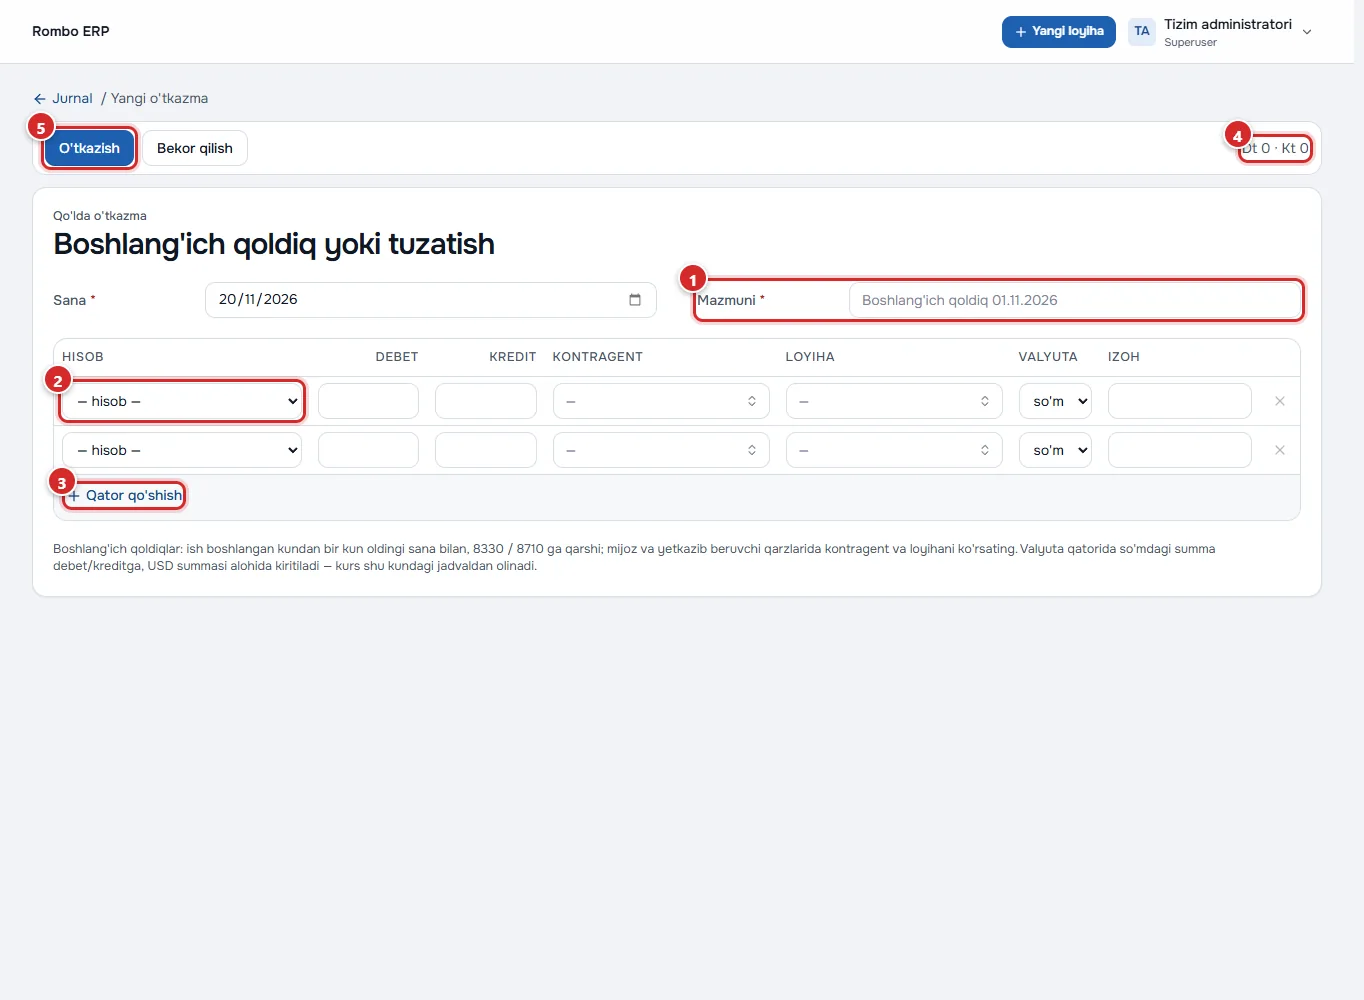 Rombo ERP
+ Yangi loyiha
TA
Tizim administratori
Superuser
← Jurnal / Yangi o'tkazma
5
O'tkazish
Bekor qilish
4
Dt 0 · Kt 0
Qo'lda o'tkazma
Boshlang'ich qoldiq yoki tuzatish
Sana *
20/11/2026
1
Mazmuni *
Boshlang'ich qoldiq 01.11.2026
HISOB DEBET KREDIT KONTRAGENT LOYIHA VALYUTA IZOH
2
— hisob — — — so'm
— hisob — — — so'm
3
+ Qator qo'shish
Boshlang'ich qoldiqlar: ish boshlangan kundan bir kun oldingi sana bilan, 8330 / 8710 ga qarshi; mijoz va yetkazib beruvchi qarzlarida kontragent va loyihani ko'rsating. Valyuta qatorida so'mdagi summa
debet/kreditga, USD summasi alohida kiritiladi — kurs shu kundagi jadvaldan olinadi.